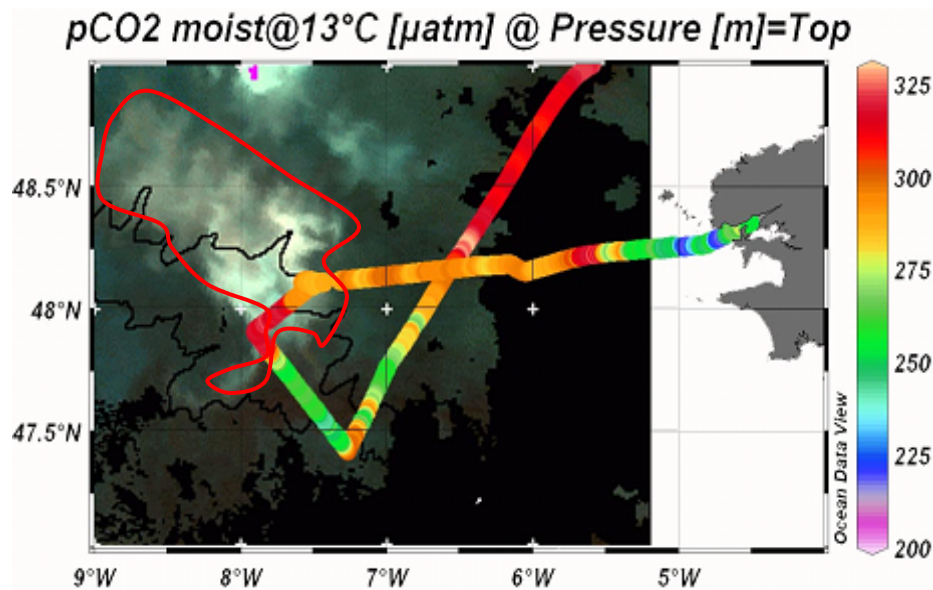 pCO2 moist@13°C [µatm] @ Pressure [m]=Top
1
325
48.5°N
300
275
48°N
250
47.5°N
225
Ocean Data View
200
9°W
8°W
7°W
6°W
5°W